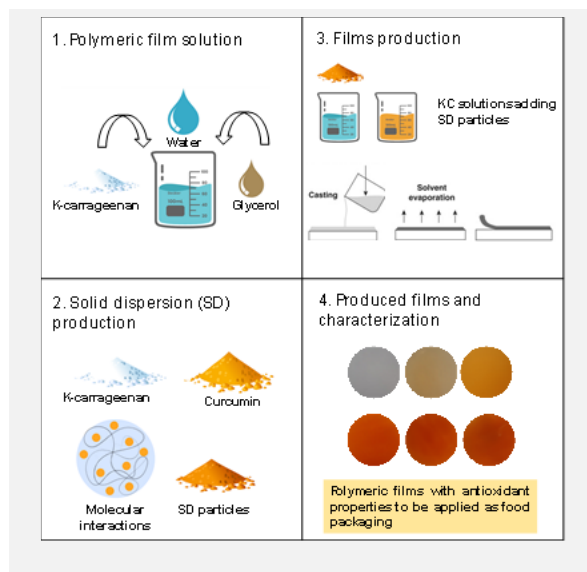 1. Polymeric film solution
Water
K-carrageenan
Glycerol
2. Solid dispersion (SD)
production
K-carrageenan
Curcumin
Molecular
interactions
SD particles
3. Films production
KC solutionsadding
SD particles
Casting
Solvent
evaporation
4. Produced films and
characterization
Polymeric films with antioxidant
properties to be applied as food
packaging